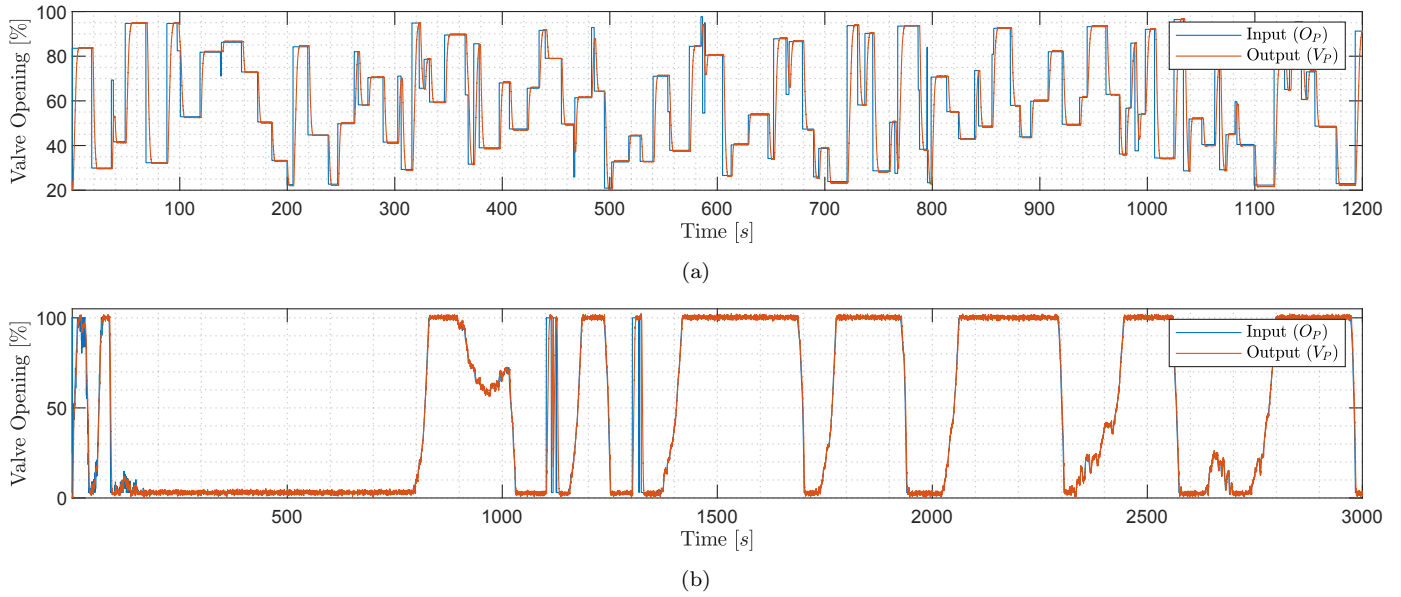 Valve Opening [%]
100
80
60
40
20
Input (O_P)
Output (V_P)
100 200 300 400 500 600 700 800 900 1000 1100 1200
Time [s]
(a)
Valve Opening [%]
100
50
0
Input (O_P)
Output (V_P)
500 1000 1500 2000 2500 3000
Time [s]
(b)